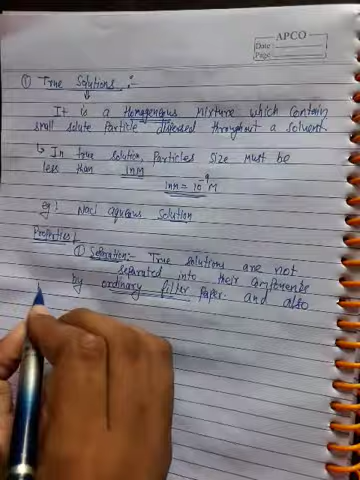 APCO
Date :
Page :
① True Solutions :
It is a homogeneous mixture which contain
small solute particle dispersed throughout a solvent
↳ In true solution, Particles size must be
less than 1nm
1nm = 10⁻⁹M
eg: Nacl aqueous solution
Properties :
① Separation:- True solutions are not
separated into their components
by ordinary filter paper and also